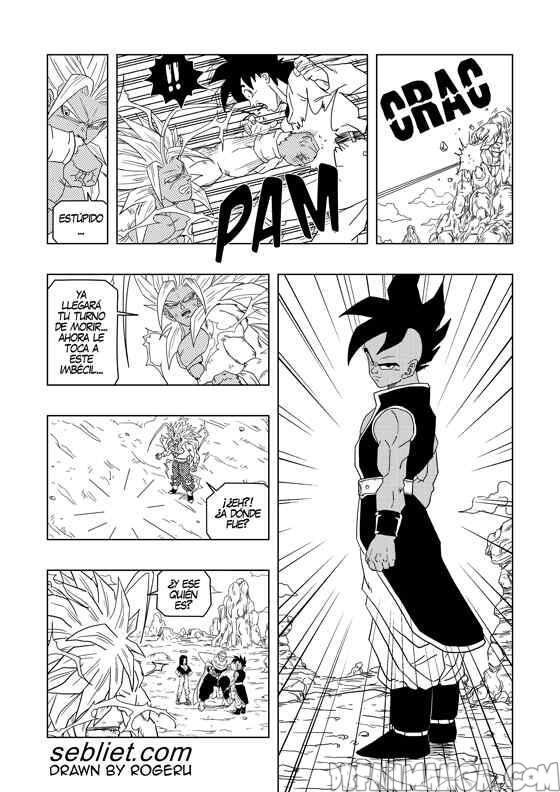 ESTÚPIDO
...
!!
PAM
CRAC
YA
LLEGARÁ
TU TURNO
DE MORIR...
AHORA LE
TOCA A
ESTE
IMBÉCIL...
¡¿EH?!
¿A DÓNDE
FUE?
¿Y ESE
QUIÉN
ES?
sebliet.com
DRAWN BY ROGERU